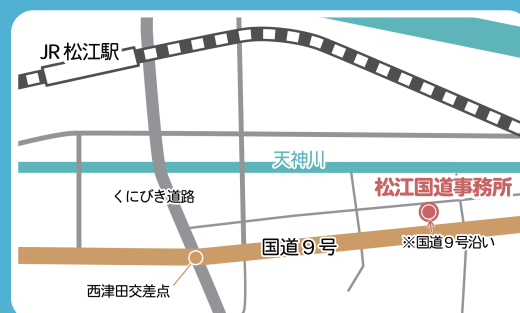 JR 松江駅
天神川
松江国道事務所
くにびき道路
国道9号
※国道9号沿い
西津田交差点